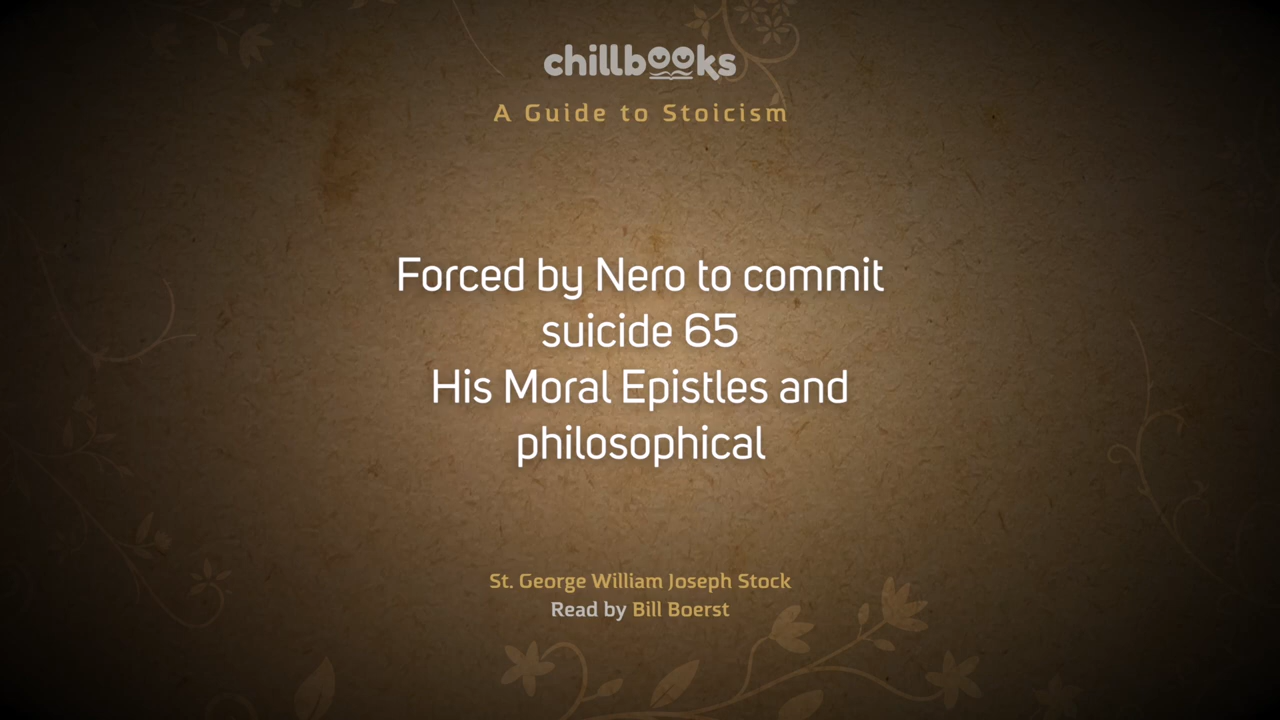 chillbooks
A Guide to Stoicism
Forced by Nero to commit
suicide 65
His Moral Epistles and
philosophical
St. George William Joseph Stock
Read by Bill Boerst